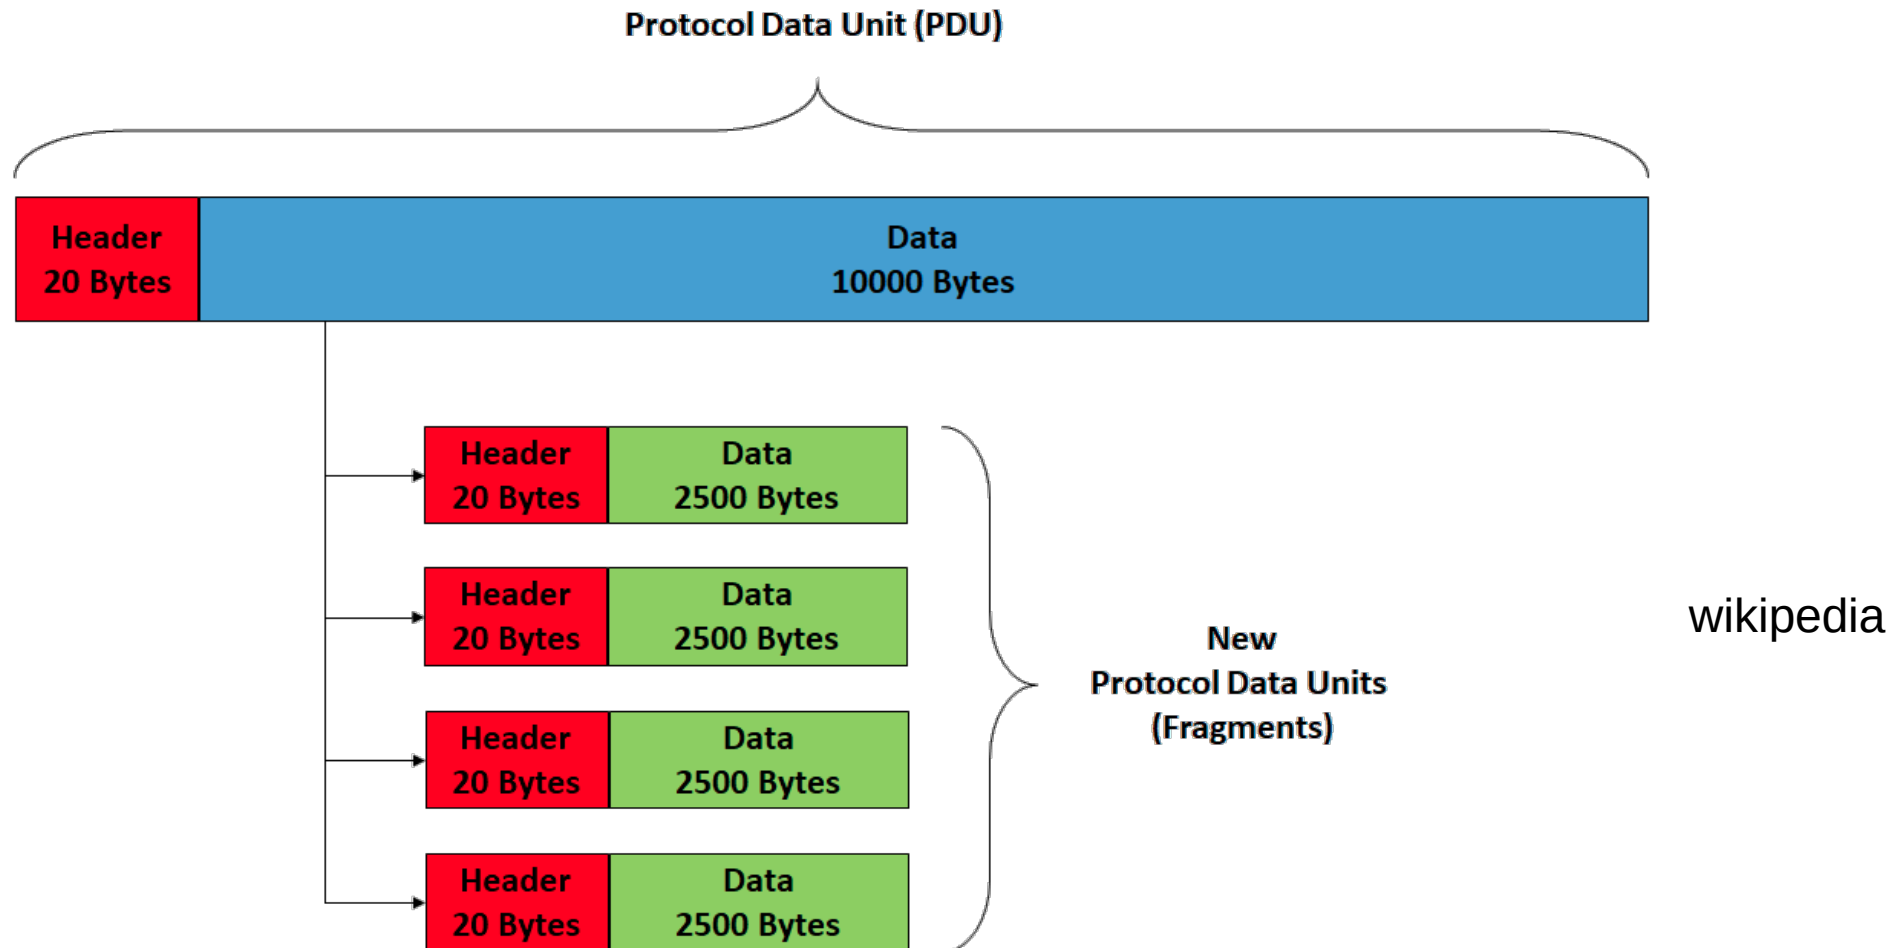 Protocol Data Unit (PDU)
Header
20 Bytes
Data
10000 Bytes
Header
20 Bytes
Data
2500 Bytes
Header
20 Bytes
Data
2500 Bytes
Header
20 Bytes
Data
2500 Bytes
Header
20 Bytes
Data
2500 Bytes
New
Protocol Data Units
(Fragments)
wikipedia